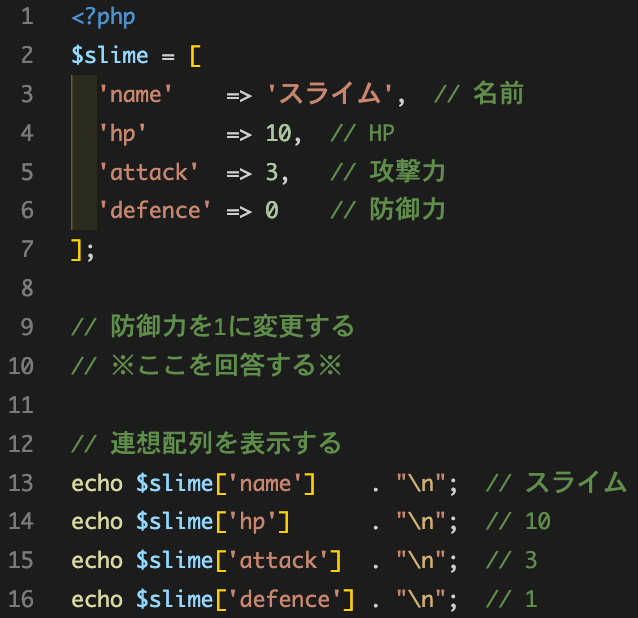 1 <?php
2 $slime = [
3   'name'    => 'スライム',  // 名前
4   'hp'      => 10,  // HP
5   'attack'  => 3,   // 攻撃力
6   'defence' => 0    // 防御力
7 ];
8
9 // 防御力を1に変更する
10 // ※ここを回答する※
11
12 // 連想配列を表示する
13 echo $slime['name']    . "\n";  // スライム
14 echo $slime['hp']      . "\n";  // 10
15 echo $slime['attack']  . "\n";  // 3
16 echo $slime['defence'] . "\n";  // 1